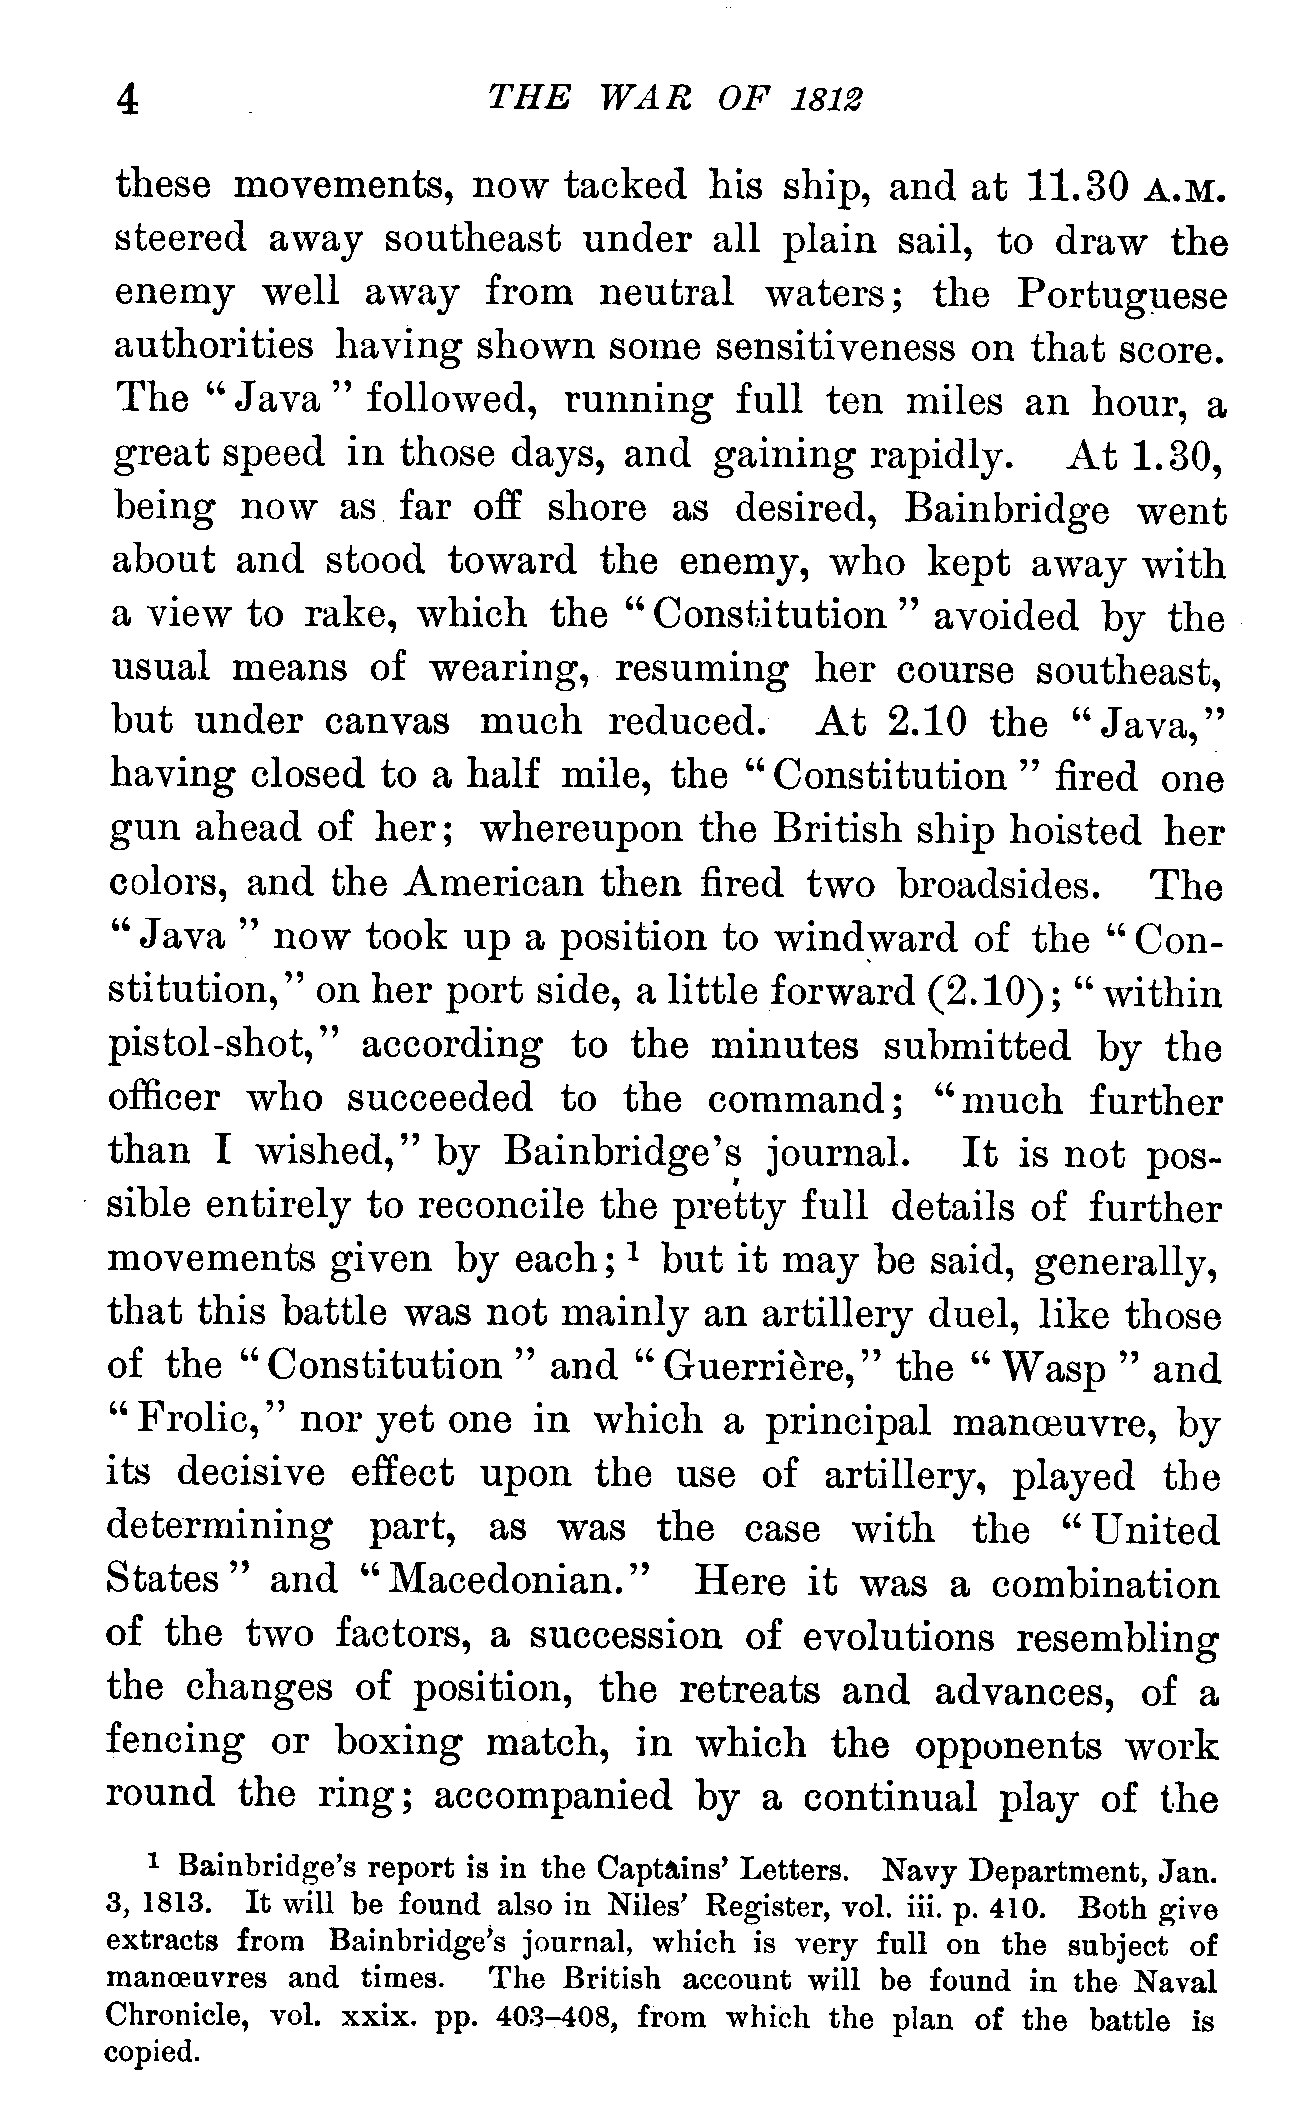 4 THE WAR OF 1812
these movements, now tacked his ship, and at 11.30 A.M.
steered away southeast under all plain sail, to draw the
enemy well away from neutral waters; the Portuguese
authorities having shown some sensitiveness on that score.
The “Java” followed, running full ten miles an hour, a
great speed in those days, and gaining rapidly. At 1.30,
being now as far off shore as desired, Bainbridge went
about and stood toward the enemy, who kept away with
a view to rake, which the “Constitution” avoided by the
usual means of wearing, resuming her course southeast,
but under canvas much reduced. At 2.10 the “Java,”
having closed to a half mile, the “Constitution” fired one
gun ahead of her; whereupon the British ship hoisted her
colors, and the American then fired two broadsides. The
“Java” now took up a position to windward of the “Con-
stitution,” on her port side, a little forward (2.10); “within
pistol-shot,” according to the minutes submitted by the
officer who succeeded to the command; “much further
than I wished,” by Bainbridge’s journal. It is not pos-
sible entirely to reconcile the pretty full details of further
movements given by each;¹ but it may be said, generally,
that this battle was not mainly an artillery duel, like those
of the “Constitution” and “Guerrière,” the “Wasp” and
“Frolic,” nor yet one in which a principal manœuvre, by
its decisive effect upon the use of artillery, played the
determining part, as was the case with the “United
States” and “Macedonian.” Here it was a combination
of the two factors, a succession of evolutions resembling
the changes of position, the retreats and advances, of a
fencing or boxing match, in which the opponents work
round the ring; accompanied by a continual play of the
¹ Bainbridge’s report is in the Captains’ Letters. Navy Department, Jan.
3, 1813. It will be found also in Niles’ Register, vol. iii. p. 410. Both give
extracts from Bainbridge’s journal, which is very full on the subject of
manœuvres and times. The British account will be found in the Naval
Chronicle, vol. xxix. pp. 403–408, from which the plan of the battle is
copied.